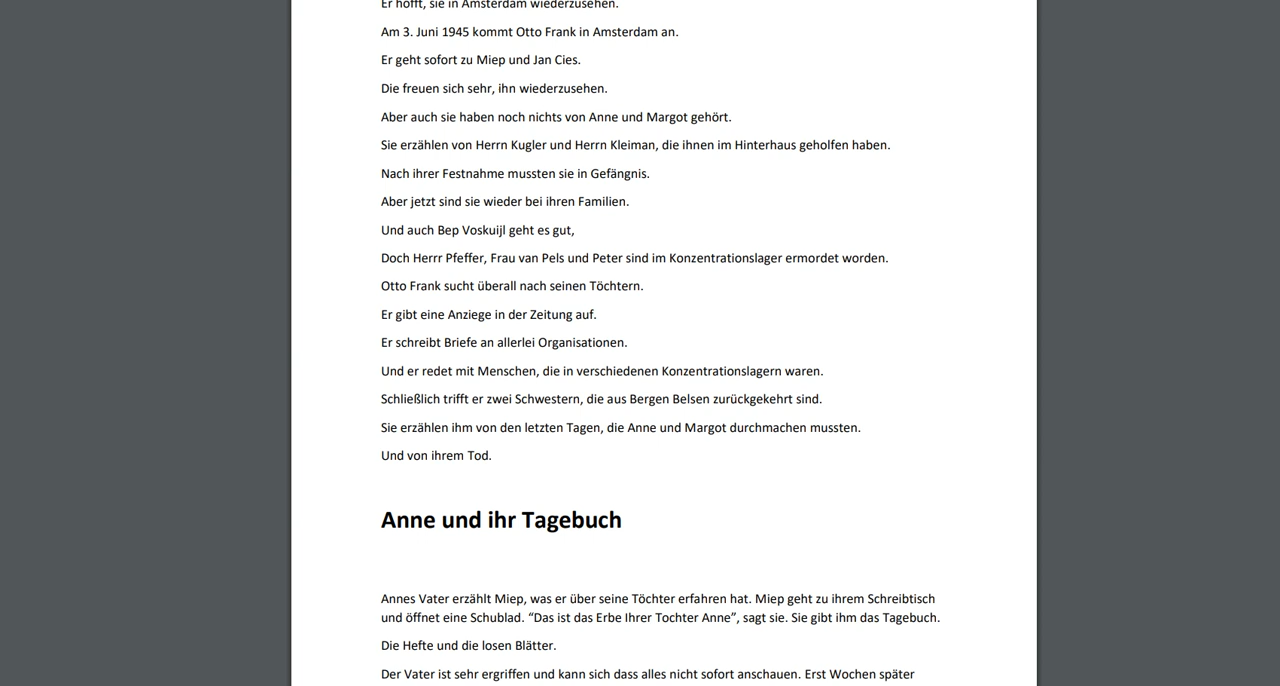 Er hofft, sie in Amsterdam wiederzusehen.
Am 3. Juni 1945 kommt Otto Frank in Amsterdam an.
Er geht sofort zu Miep und Jan Cies.
Die freuen sich sehr, ihn wiederzusehen.
Aber auch sie haben noch nichts von Anne und Margot gehört.
Sie erzählen von Herrn Kugler und Herrn Kleiman, die ihnen im Hinterhaus geholfen haben.
Nach ihrer Festnahme mussten sie in Gefängnis.
Aber jetzt sind sie wieder bei ihren Familien.
Und auch Bep Voskuijl geht es gut,
Doch Herrr Pfeffer, Frau van Pels und Peter sind im Konzentrationslager ermordet worden.
Otto Frank sucht überall nach seinen Töchtern.
Er gibt eine Anziege in der Zeitung auf.
Er schreibt Briefe an allerlei Organisationen.
Und er redet mit Menschen, die in verschiedenen Konzentrationslagern waren.
Schließlich trifft er zwei Schwestern, die aus Bergen Belsen zurückgekehrt sind.
Sie erzählen ihm von den letzten Tagen, die Anne und Margot durchmachen mussten.
Und von ihrem Tod.
Anne und ihr Tagebuch
Annes Vater erzählt Miep, was er über seine Töchter erfahren hat. Miep geht zu ihrem Schreibtisch
und öffnet eine Schublad. “Das ist das Erbe Ihrer Tochter Anne”, sagt sie. Sie gibt ihm das Tagebuch.
Die Hefte und die losen Blätter.
Der Vater ist sehr ergriffen und kann sich dass alles nicht sofort anschauen. Erst Wochen später